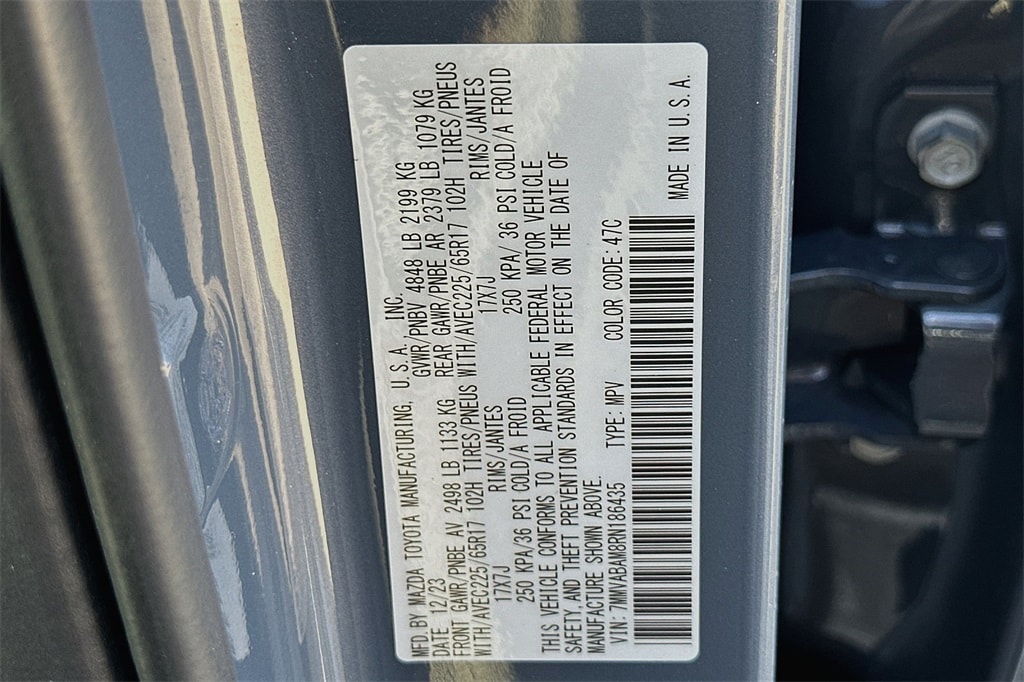 MFD. BY MAZDA TOYOTA MANUFACTURING, U.S.A., INC.
DATE 12/23 GVWR/PNBV 4848 LB 2199 KG
FRONT GAWR/PNBE AV 2498 LB 1133 KG REAR GAWR/PNBE AR 2379 LB 1079 KG
WITH/AVEC225/65R17 102H TIRES/PNEUS WITH/AVEC225/65R17 102H TIRES/PNEUS
17X7J RIMS/JANTES 17X7J RIMS/JANTES
250 KPA/36 PSI COLD/A FROID 250 KPA/36 PSI COLD/A FROID
THIS VEHICLE CONFORMS TO ALL APPLICABLE FEDERAL MOTOR VEHICLE
SAFETY, AND THEFT PREVENTION STANDARDS IN EFFECT ON THE DATE OF
MANUFACTURE SHOWN ABOVE.
VIN: 7MMVABAM8RN186435 TYPE: MPV COLOR CODE: 47C
MADE IN U.S.A.